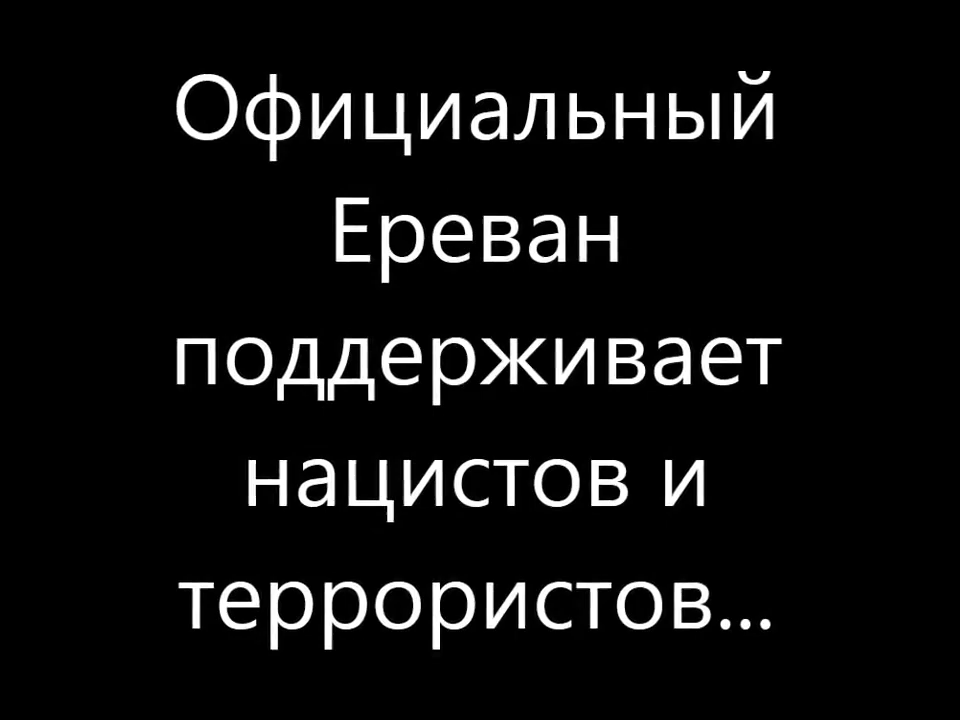 Официальный
Ереван
поддерживает
нацистов и
террористов...